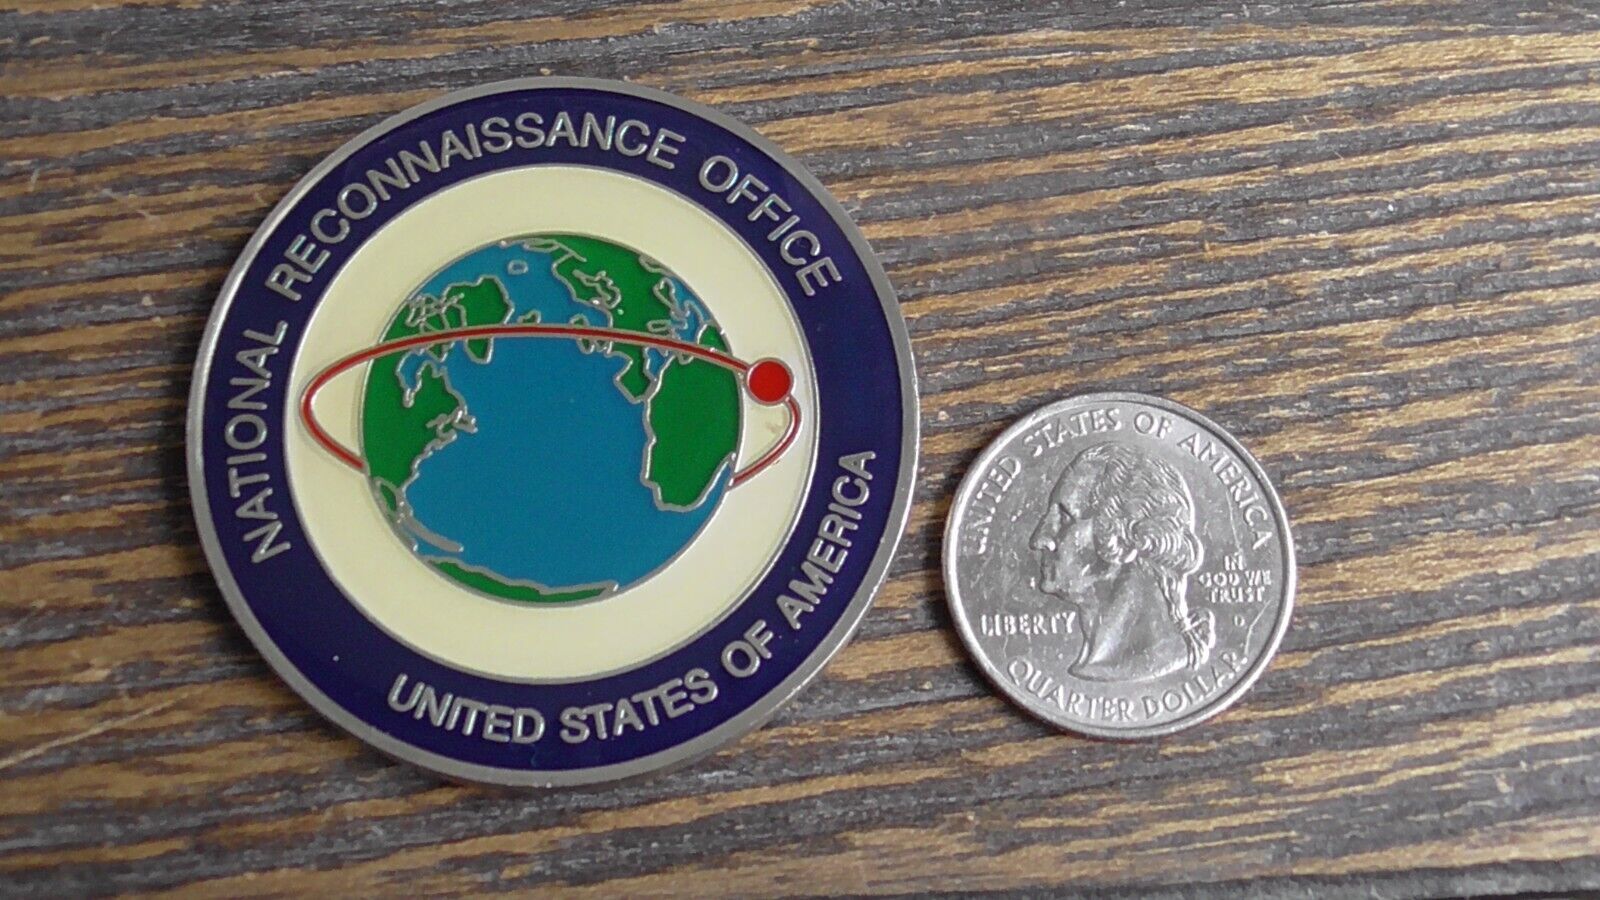 NATIONAL RECONNAISSANCE OFFICE
UNITED STATES OF AMERICA
UNITED STATES OF AMERICA
LIBERTY
IN
GOD WE
TRUST
D
QUARTER DOLLAR